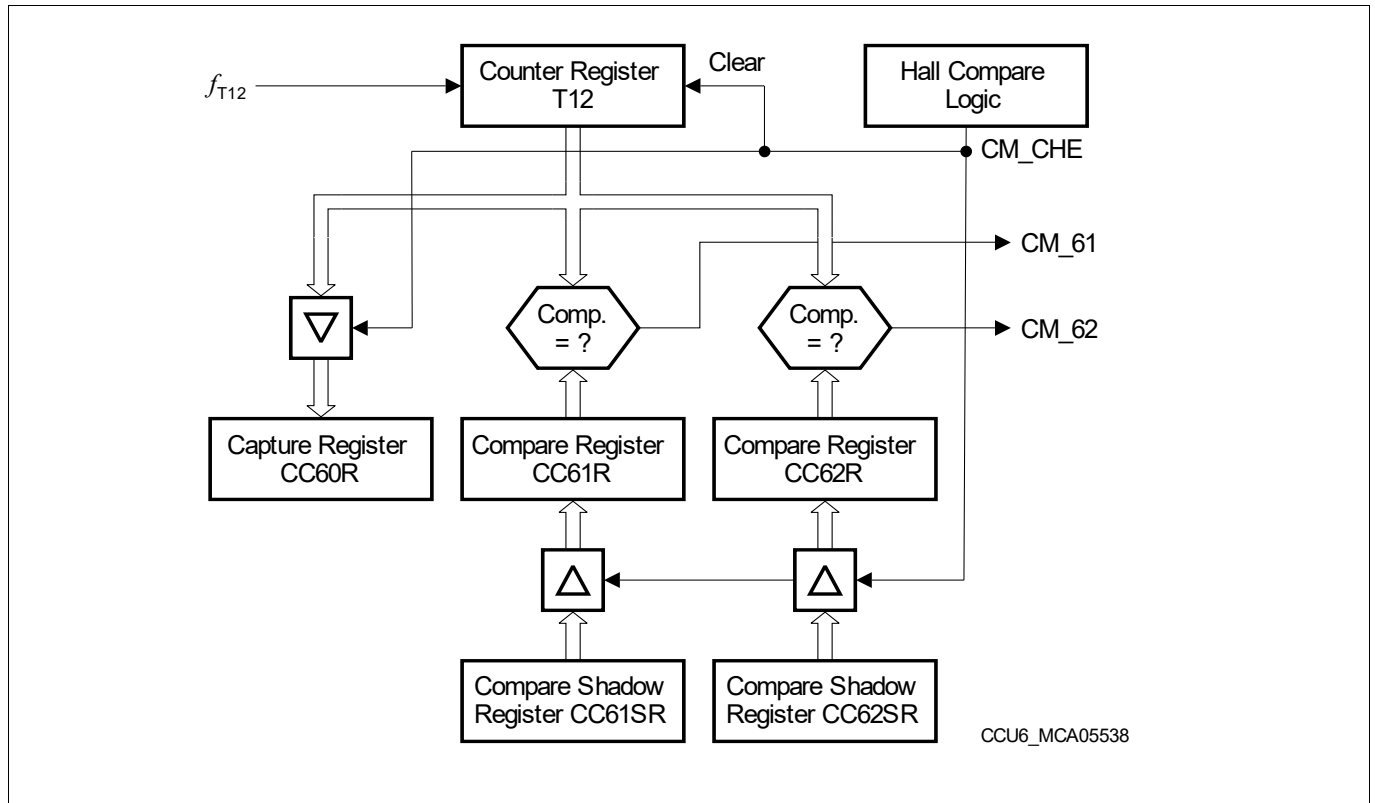 Counter Register
T12
Clear
Hall Compare
Logic
fT12
CM_CHE
CM_61
CM_62
Comp.
= ?
Comp.
= ?
Capture Register
CC60R
Compare Register
CC61R
Compare Register
CC62R
Compare Shadow
Register CC61SR
Compare Shadow
Register CC62SR
CCU6_MCA05538